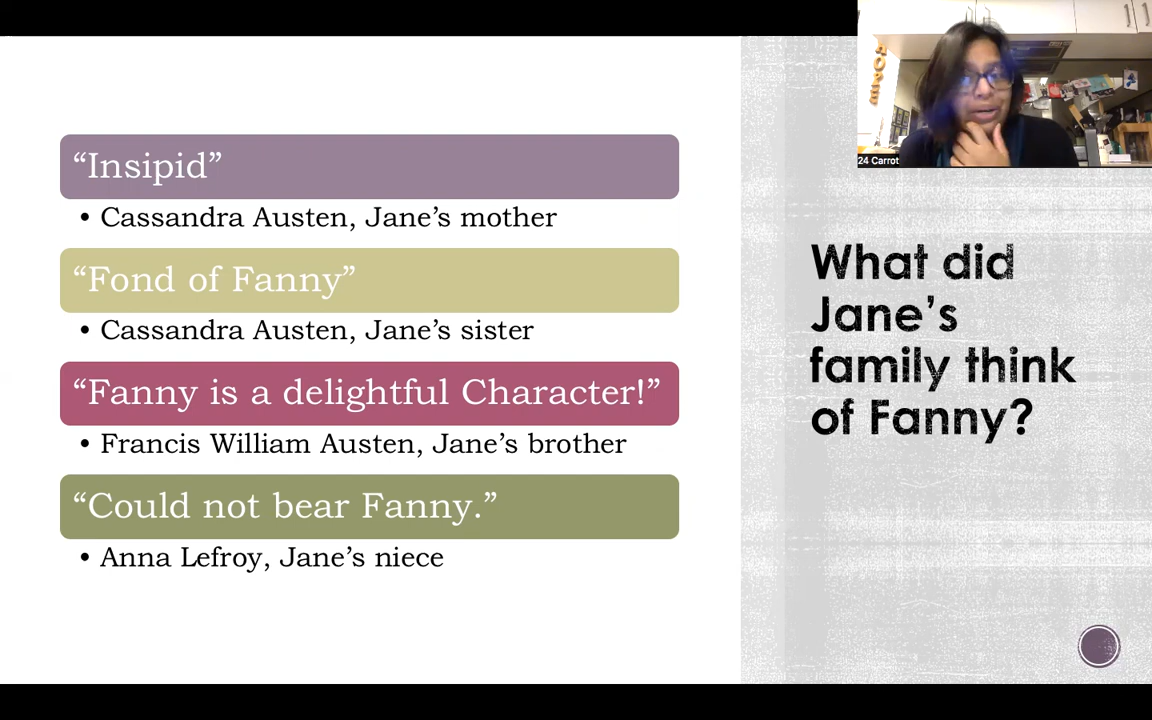 “Insipid”
• Cassandra Austen, Jane’s mother
“Fond of Fanny”
• Cassandra Austen, Jane’s sister
“Fanny is a delightful Character!”
• Francis William Austen, Jane’s brother
“Could not bear Fanny.”
• Anna Lefroy, Jane’s niece
What did
Jane’s
family think
of Fanny?
HOPE
24 Carrot